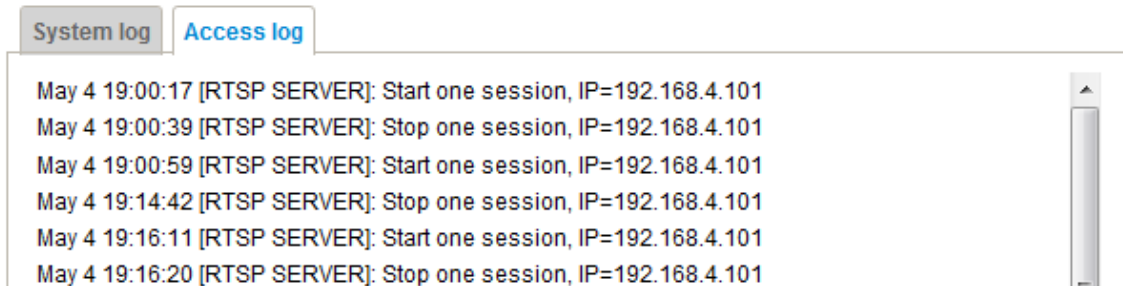 System log Access log
May 4 19:00:17 [RTSP SERVER]: Start one session, IP=192.168.4.101
May 4 19:00:39 [RTSP SERVER]: Stop one session, IP=192.168.4.101
May 4 19:00:59 [RTSP SERVER]: Start one session, IP=192.168.4.101
May 4 19:14:42 [RTSP SERVER]: Stop one session, IP=192.168.4.101
May 4 19:16:11 [RTSP SERVER]: Start one session, IP=192.168.4.101
May 4 19:16:20 [RTSP SERVER]: Stop one session, IP=192.168.4.101